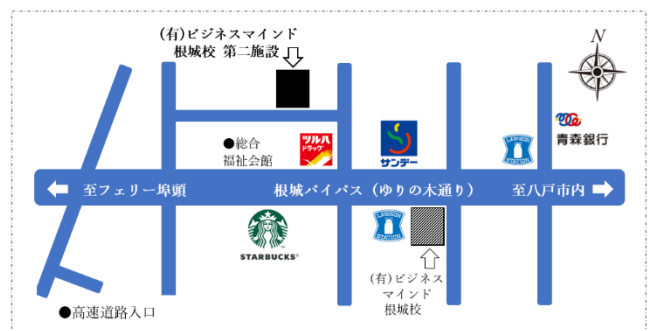 (有)ビジネスマインド
根城校 第二施設
N
●総合
福祉会館
ツルハ
ドラッグ
サンデー
LAWSON
STATION
青森銀行
至フェリー埠頭
根城バイパス（ゆりの木通り）
至八戸市内
STARBUCKS
LAWSON
STATION
(有)ビジネス
マインド
根城校
●高速道路入口